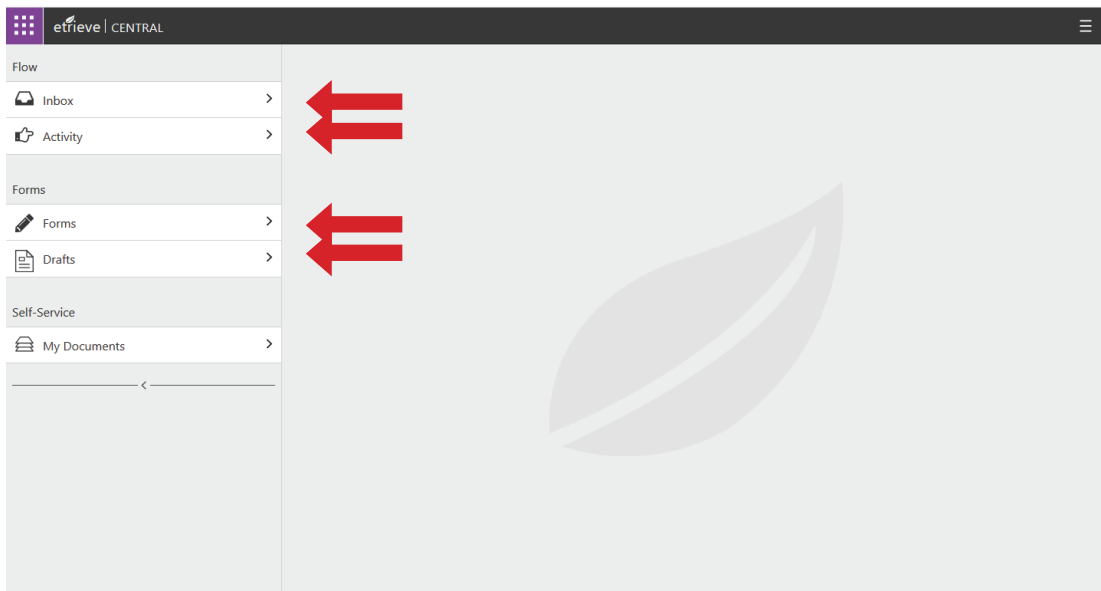 etrieve | CENTRAL
Flow
Inbox
Activity
Forms
Forms
Drafts
Self-Service
My Documents